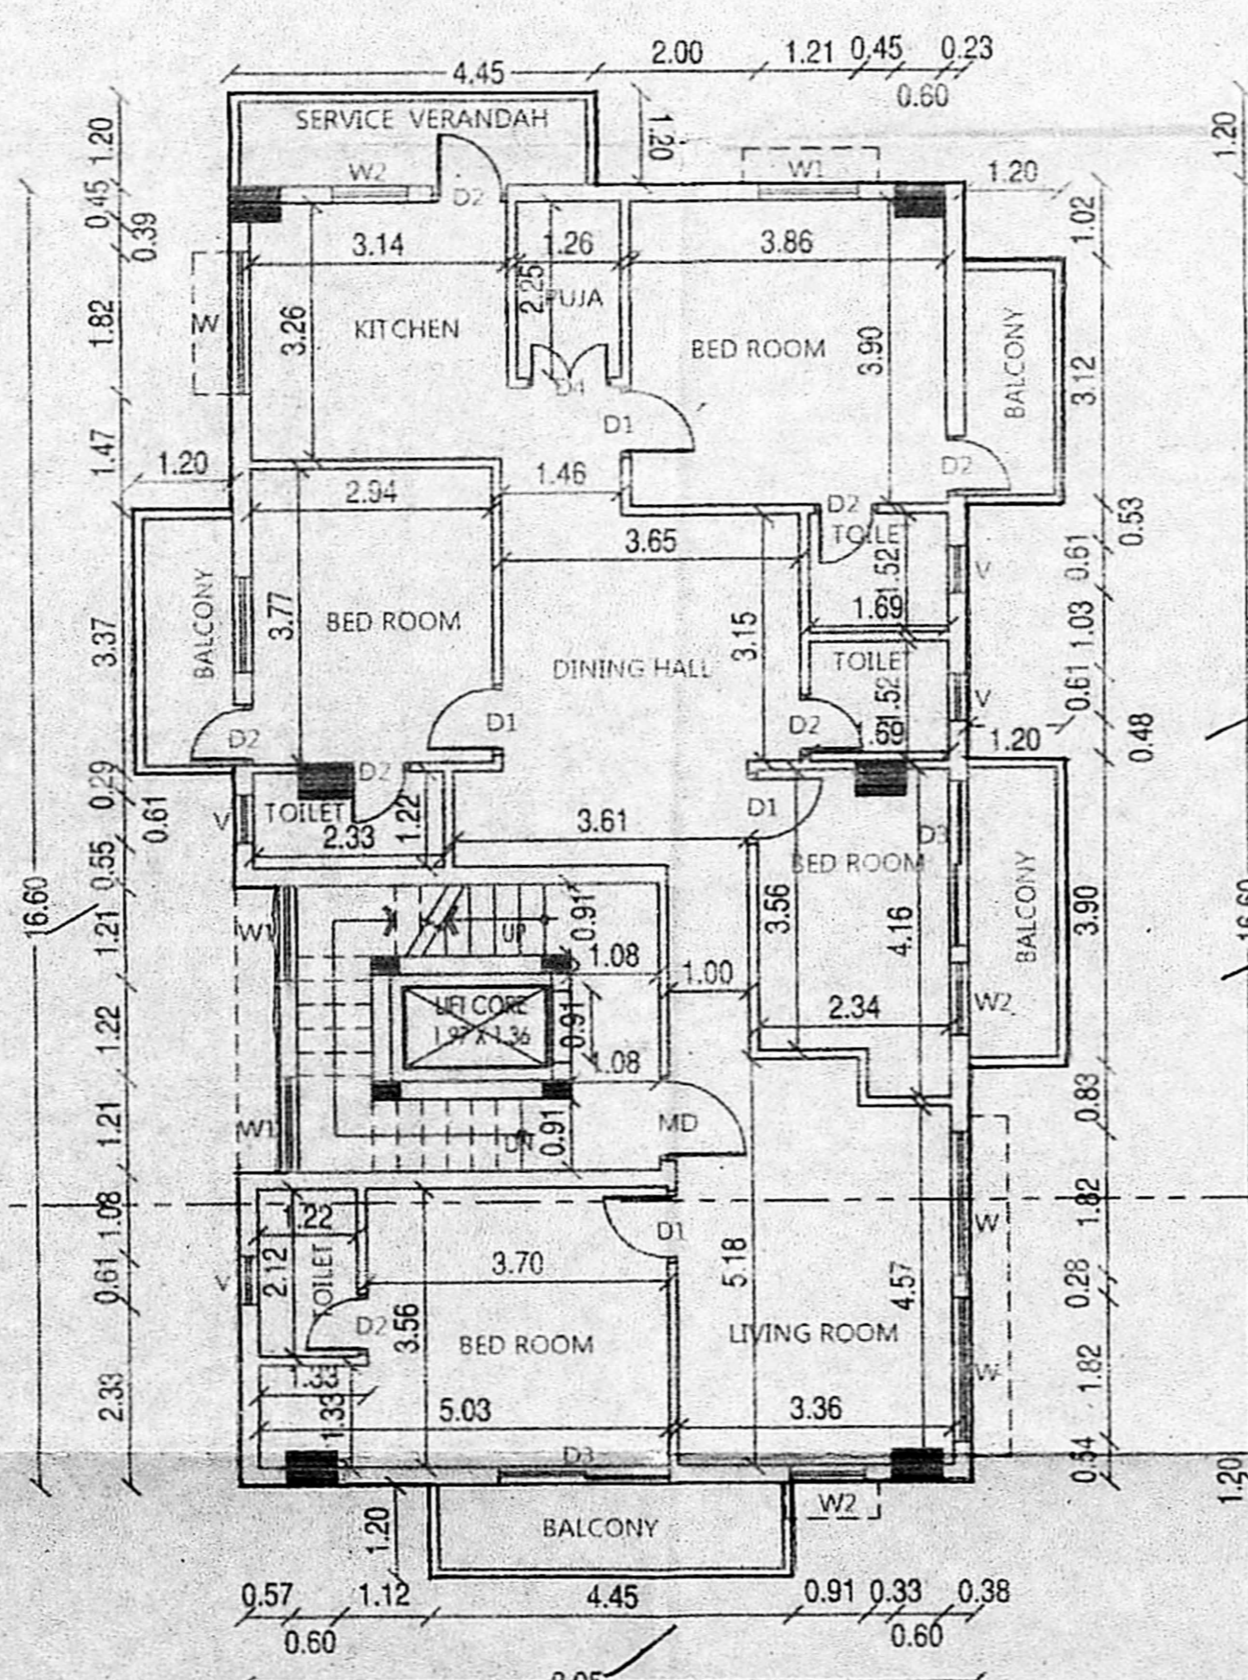 2.00 1.21 0.45 0.23
4.45 0.60
SERVICE VERANDAH
1.20 1.20 1.20
W2 D2 W1 1.20
0.45 0.39 1.02
3.14 1.26 3.86
2.25 PUJA
W 1.82 3.26 KITCHEN BED ROOM 3.90 BALCONY 3.12
D4
D1
1.47 1.20 2.94 1.46 D2
D2 0.53
3.65 TOILE
1.52 V 0.61
BALCONY 3.77 BED ROOM 1.69 1.03
3.37 DINING HALL 3.15 TOILE
1.52 V 0.61
D2 D1 D2 1.20 0.48
0.29 D2
0.61 V TOILET 2.33 1.22 3.61 D1 D3
BED ROOM
0.55
16.60 1.21 W1 UP 0.91 3.56 4.16 BALCONY 3.90
1.08 1.00
1.22 LIFT CORE 0.91 2.34 W2
1.97 X 1.36
1.08
0.83
1.21 W1 0.91 MD
1.08 D1 1.82 W
2.12 TOILET 3.70 5.18 4.57
0.61 V 0.28
D2 3.56 BED ROOM LIVING ROOM
2.33 1.33 1.82 W
1.33 5.03 3.36
D3 0.54 1.20
1.20 BALCONY W2
0.57 1.12 4.45 0.91 0.33 0.38
0.60 0.60